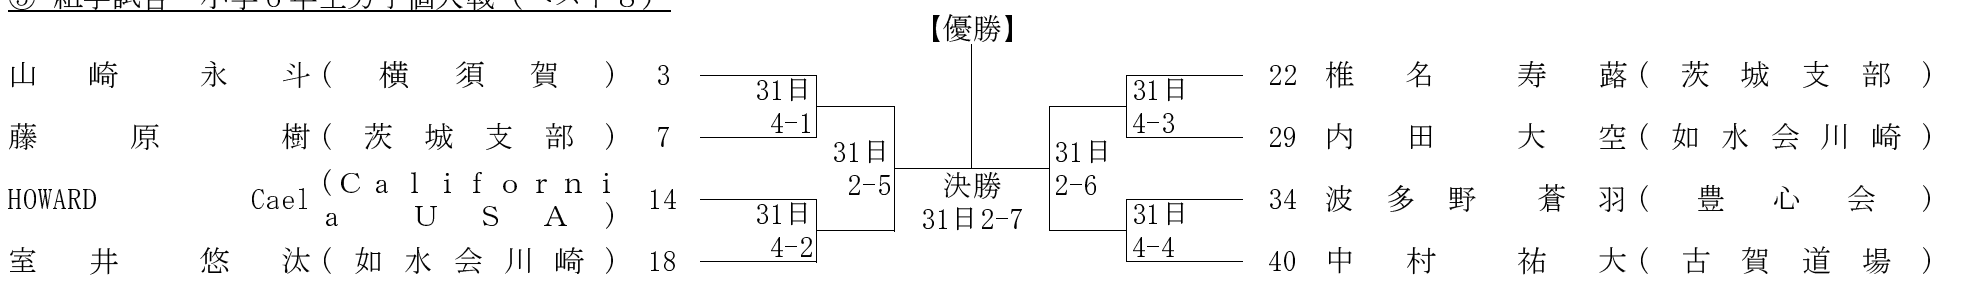 【優勝】
山崎永斗(横須賀) 3
31日
4-1
藤原樹(茨城支部) 7
31日
2-5
HOWARD Cael (California USA) 14
31日
4-2
室井悠汰(如水会川崎) 18
決勝
31日2-7
22 椎名寿蕗(茨城支部)
31日
4-3
29 内田大空(如水会川崎)
31日
2-6
34 波多野蒼羽(豊心会)
31日
4-4
40 中村祐大(古賀道場)